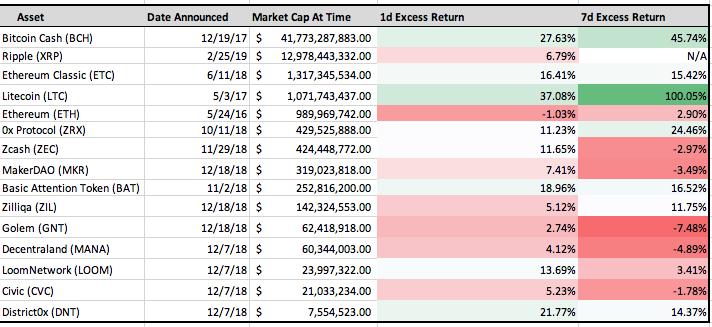 Asset Date Announced Market Cap At Time 1d Excess Return 7d Excess Return
Bitcoin Cash (BCH) 12/19/17 $ 41,773,287,883.00 27.63% 45.74%
Ripple (XRP) 2/25/19 $ 12,978,443,332.00 6.79% N/A
Ethereum Classic (ETC) 6/11/18 $ 1,317,345,534.00 16.41% 15.42%
Litecoin (LTC) 5/3/17 $ 1,071,743,437.00 37.08% 100.05%
Ethereum (ETH) 5/24/16 $ 989,969,742.00 -1.03% 2.90%
0x Protocol (ZRX) 10/11/18 $ 429,525,888.00 11.23% 24.46%
Zcash (ZEC) 11/29/18 $ 424,448,772.00 11.65% -2.97%
MakerDAO (MKR) 12/18/18 $ 319,023,818.00 7.41% -3.49%
Basic Attention Token (BAT) 11/2/18 $ 252,816,200.00 18.96% 16.52%
Zilliqa (ZIL) 12/18/18 $ 142,324,553.00 5.12% 11.75%
Golem (GNT) 12/18/18 $ 62,418,918.00 2.74% -7.48%
Decentraland (MANA) 12/7/18 $ 60,344,003.00 4.12% -4.89%
LoomNetwork (LOOM) 12/7/18 $ 23,997,322.00 13.69% 3.41%
Civic (CVC) 12/7/18 $ 21,033,234.00 5.23% -1.78%
District0x (DNT) 12/7/18 $ 7,554,523.00 21.77% 14.37%